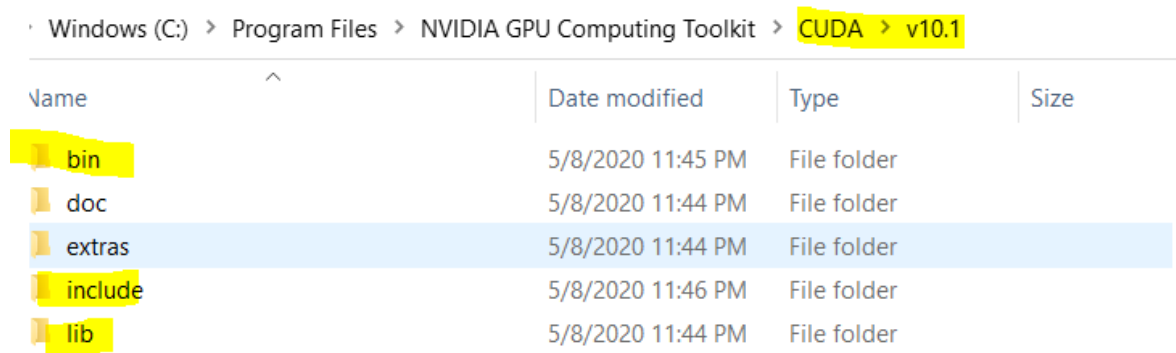 Windows (C:) > Program Files > NVIDIA GPU Computing Toolkit > CUDA > v10.1
Name Date modified Type Size
bin 5/8/2020 11:45 PM File folder
doc 5/8/2020 11:44 PM File folder
extras 5/8/2020 11:44 PM File folder
include 5/8/2020 11:46 PM File folder
lib 5/8/2020 11:44 PM File folder